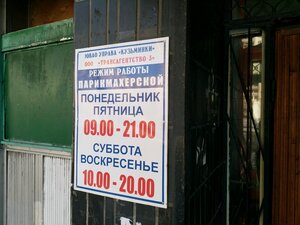 ЮВАО УПРАВА "КУЗЬМИНКИ"
ООО "ТРАНСАГЕНТСТВО-5"
РЕЖИМ РАБОТЫ
ПАРИКМАХЕРСКОЙ
ПОНЕДЕЛЬНИК
ПЯТНИЦА
09.00 - 21.00
СУББОТА
ВОСКРЕСЕНЬЕ
10.00 - 20.00